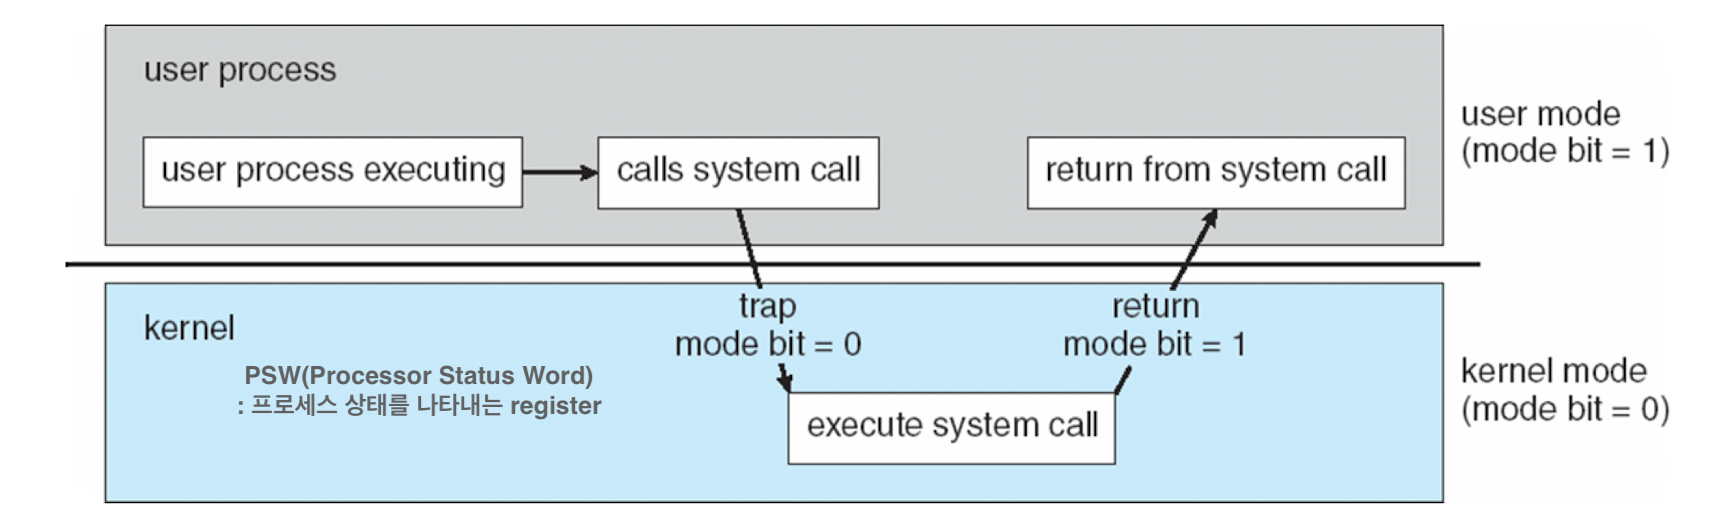 user process
user process executing
calls system call
return from system call
user mode
(mode bit = 1)
kernel
trap
mode bit = 0
return
mode bit = 1
PSW(Processor Status Word)
: 프로세스 상태를 나타내는 register
execute system call
kernel mode
(mode bit = 0)